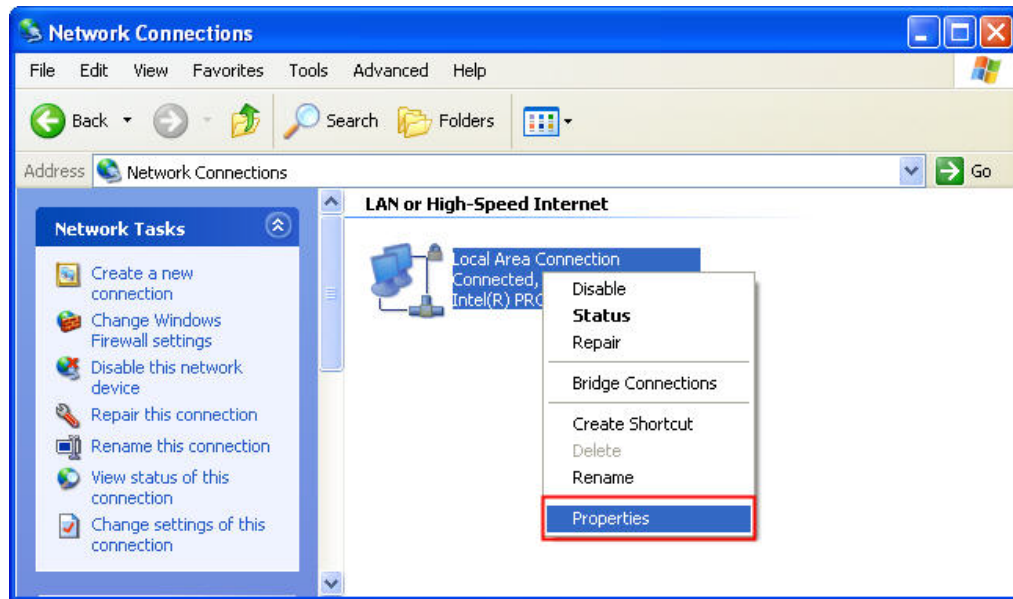 Network Connections
File Edit View Favorites Tools Advanced Help
Back Search Folders
Address Network Connections Go
Network Tasks
Create a new
connection
Change Windows
Firewall settings
Disable this network
device
Repair this connection
Rename this connection
View status of this
connection
Change settings of this
connection
LAN or High-Speed Internet
Local Area Connection
Connected,
Intel(R)
Disable
Status
Repair
Bridge Connections
Create Shortcut
Delete
Rename
Properties